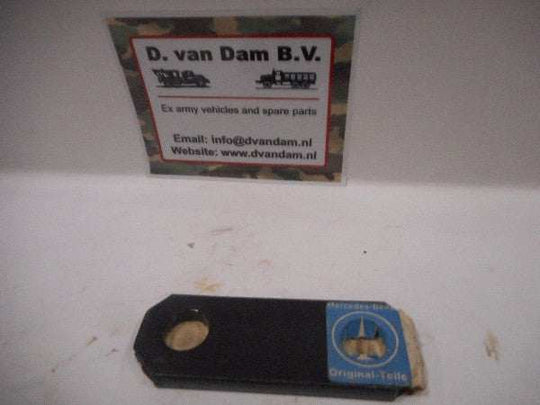 D. van Dam B.V.
Ex army vehicles and spare parts
Email: info@dvandam.nl
Website: www.dvandam.nl
Mercedes-Benz
Original-Teile